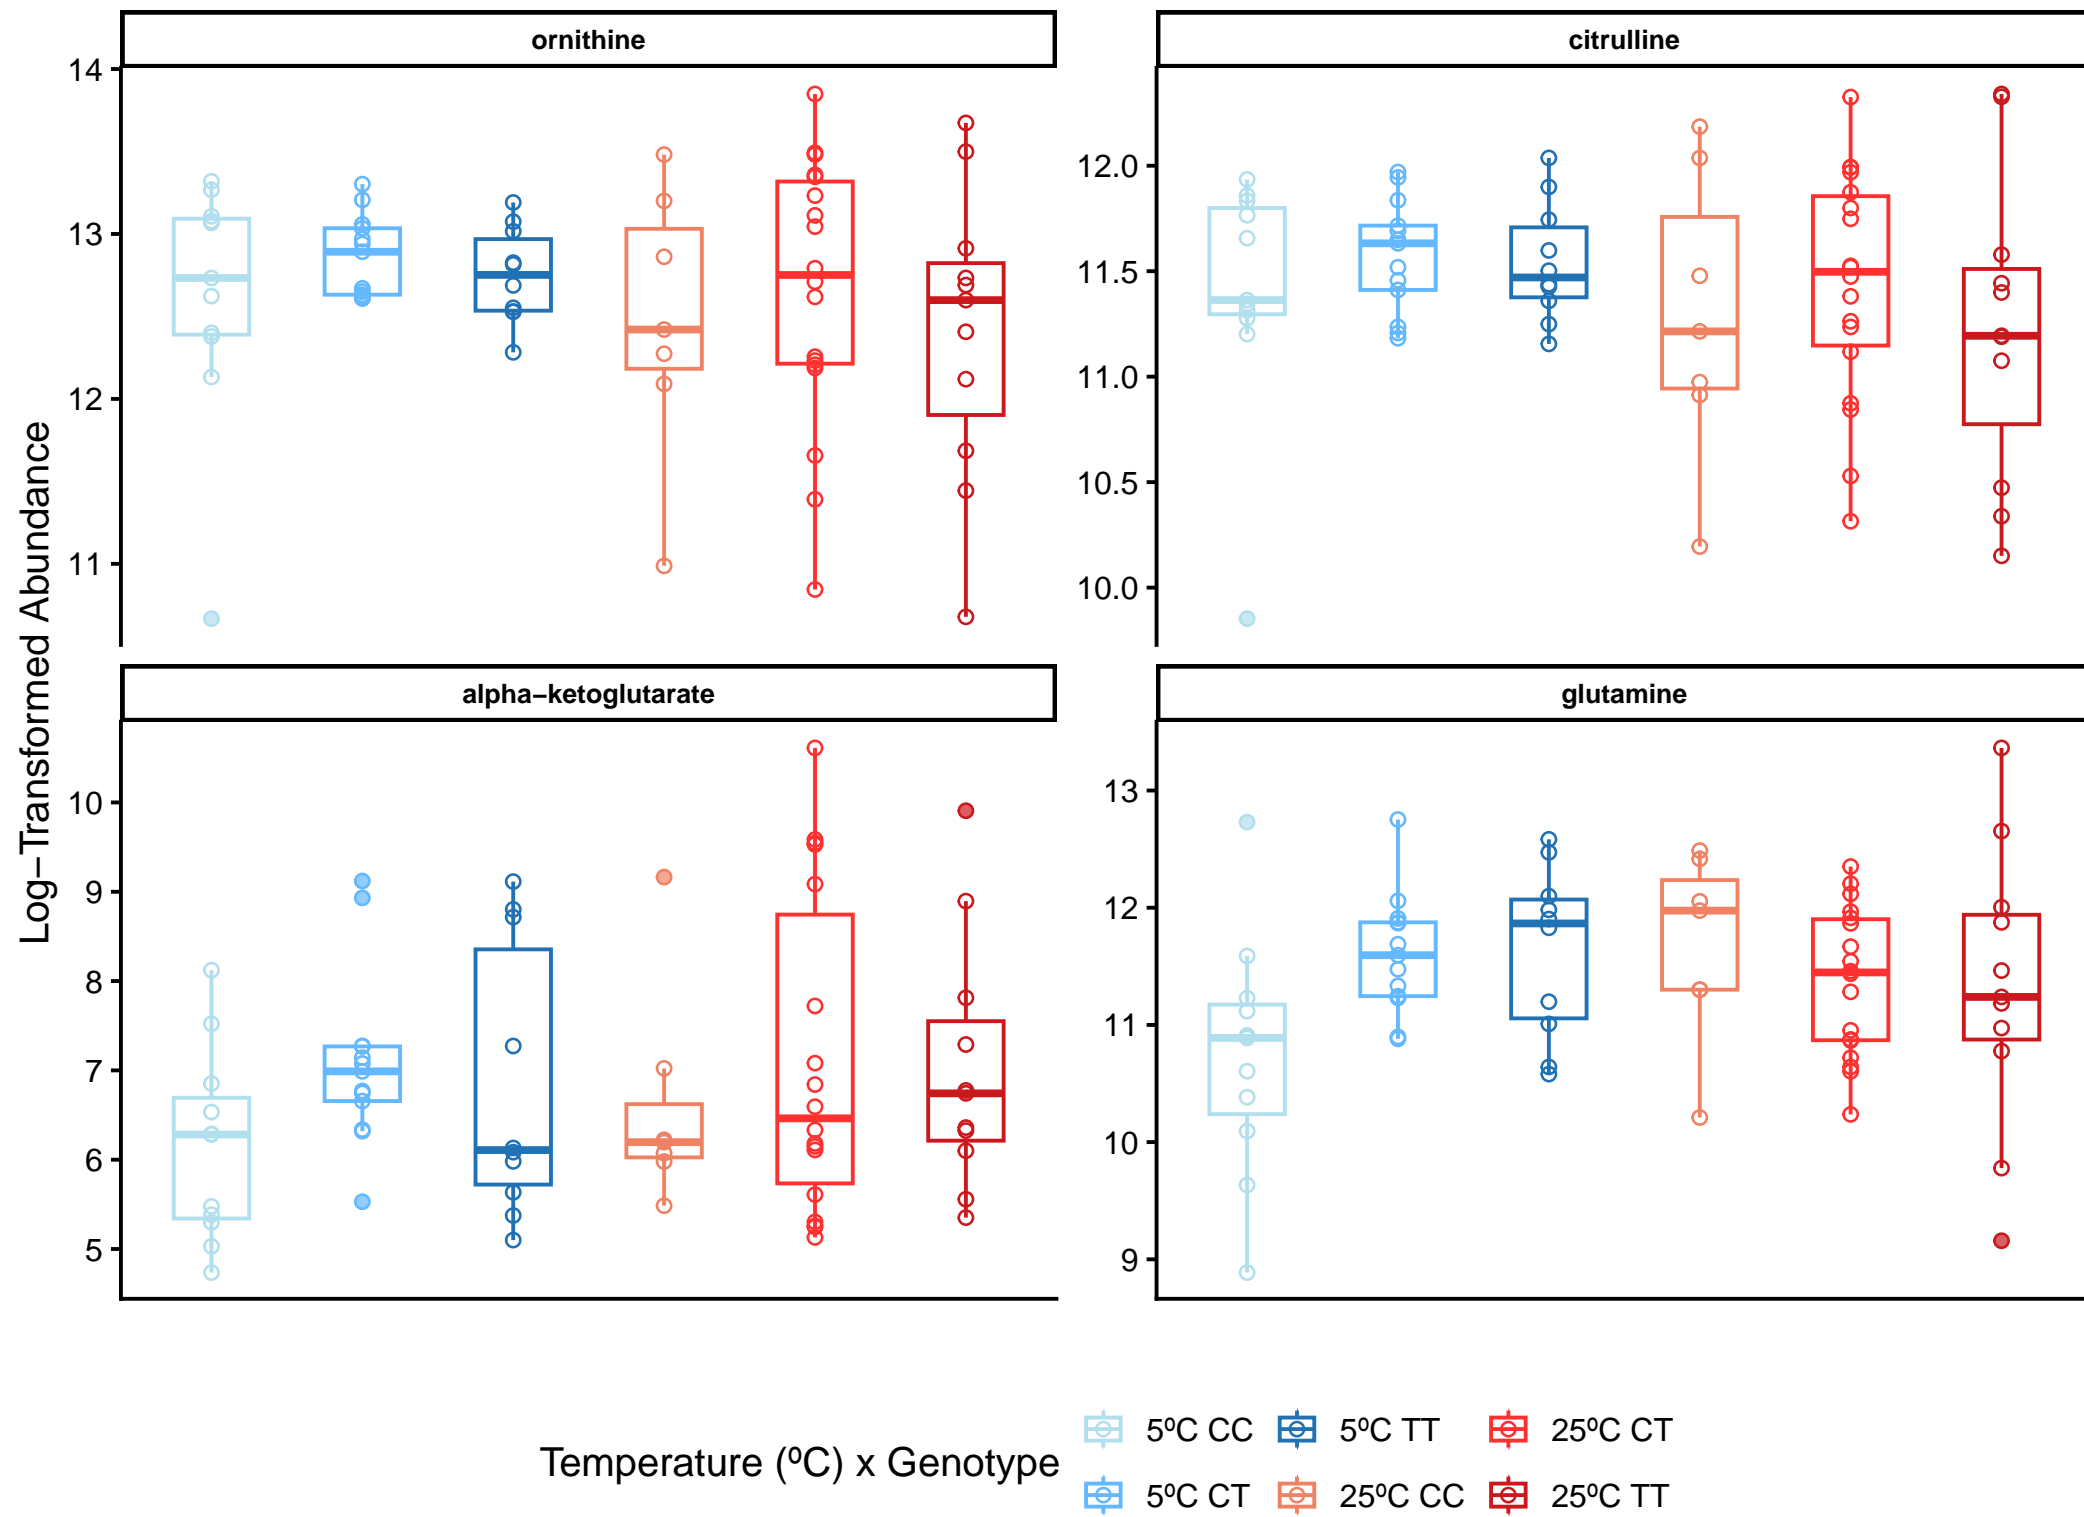 ornithine
citrulline
14
13
12
11
12.0
11.5
11.0
10.5
10.0
Log–Transformed Abundance
alpha–ketoglutarate
glutamine
10
9
8
7
6
5
13
12
11
10
9
Temperature (ºC) x Genotype
5ºC CC
5ºC TT
25ºC CT
5ºC CT
25ºC CC
25ºC TT